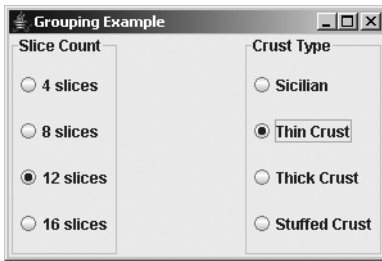 Grouping Example
Slice Count
4 slices
8 slices
12 slices
16 slices
Crust Type
Sicilian
Thin Crust
Thick Crust
Stuffed Crust